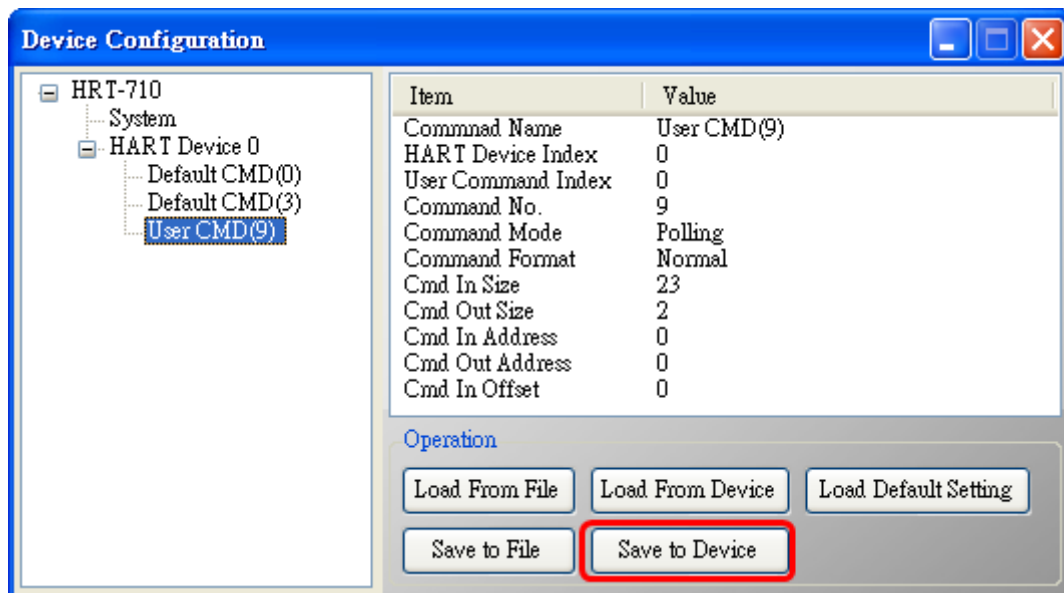 Device Configuration
HRT-710
System
HART Device 0
Default CMD(0)
Default CMD(3)
User CMD(9)
Item Value
Commnad Name User CMD(9)
HART Device Index 0
User Command Index 0
Command No. 9
Command Mode Polling
Command Format Normal
Cmd In Size 23
Cmd Out Size 2
Cmd In Address 0
Cmd Out Address 0
Cmd In Offset 0
Operation
Load From File Load From Device Load Default Setting
Save to File Save to Device